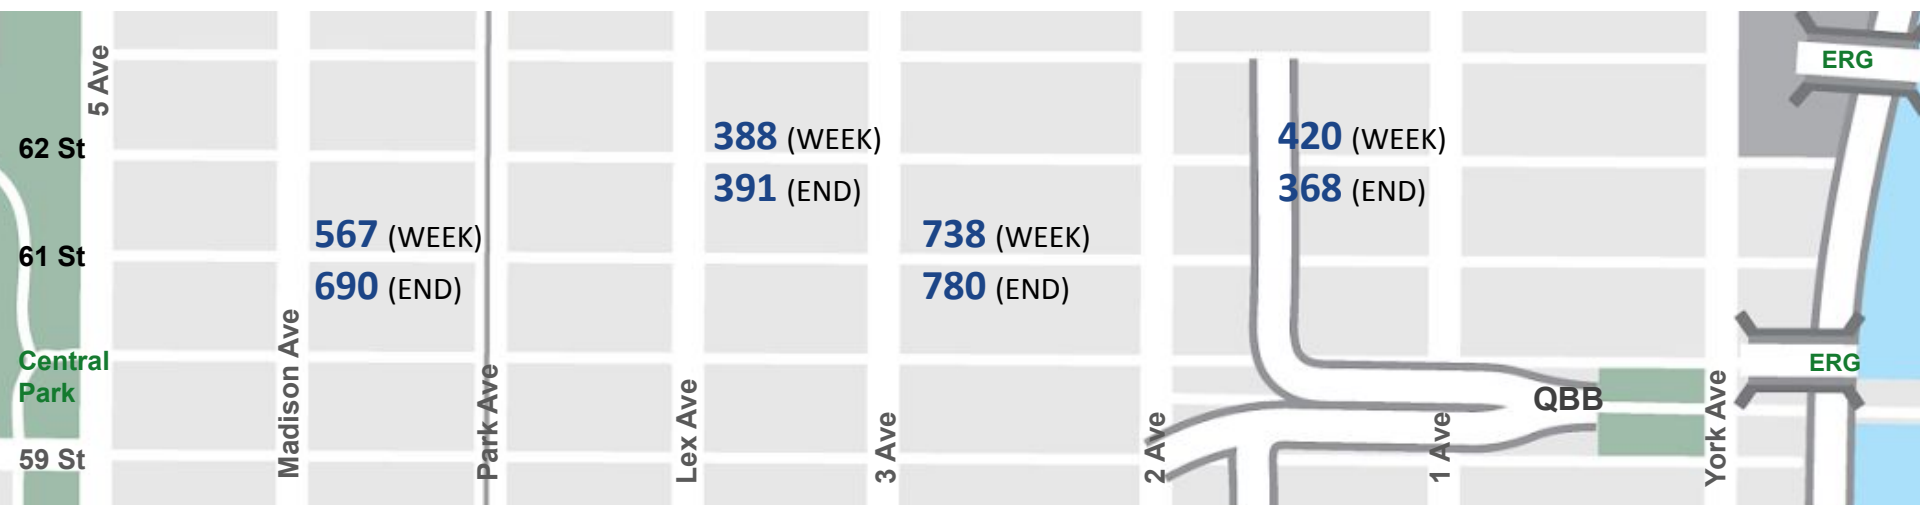 5 Ave
ERG
62 St
388 (WEEK)
391 (END)
420 (WEEK)
368 (END)
61 St
567 (WEEK)
690 (END)
738 (WEEK)
780 (END)
Central
Park
ERG
QBB
59 St
Madison Ave
Park Ave
Lex Ave
3 Ave
2 Ave
1 Ave
York Ave